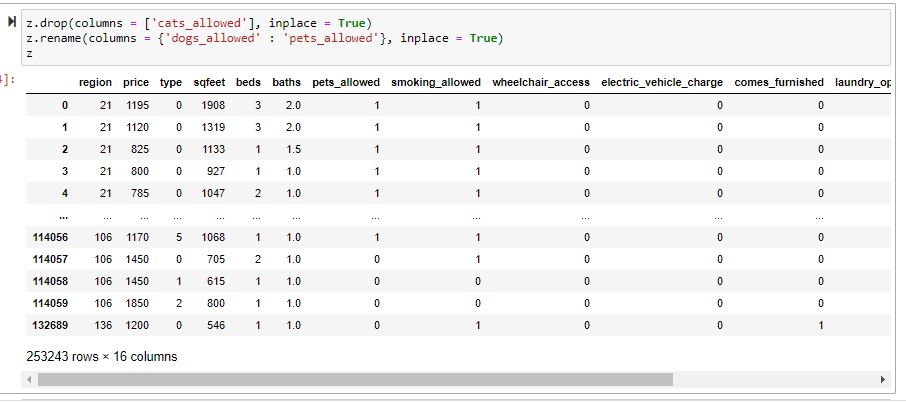 z.drop(columns = ['cats_allowed'], inplace = True)
z.rename(columns = {'dogs_allowed' : 'pets_allowed'}, inplace = True)
z
]:
region price type sqfeet beds baths pets_allowed smoking_allowed wheelchair_access electric_vehicle_charge comes_furnished laundry_op
0 21 1195 0 1908 3 2.0 1 1 0 0 0
1 21 1120 0 1319 3 2.0 1 1 0 0 0
2 21 825 0 1133 1 1.5 1 1 0 0 0
3 21 800 0 927 1 1.0 1 1 0 0 0
4 21 785 0 1047 2 1.0 1 1 0 0 0
... ... ... ... ... ... ... ... ... ... ... ...
114056 106 1170 5 1068 1 1.0 1 1 0 0 0
114057 106 1450 0 705 2 1.0 0 1 0 0 0
114058 106 1450 1 615 1 1.0 0 0 0 0 0
114059 106 1850 2 800 1 1.0 0 0 0 0 0
132689 136 1200 0 546 1 1.0 0 1 0 0 1
253243 rows × 16 columns